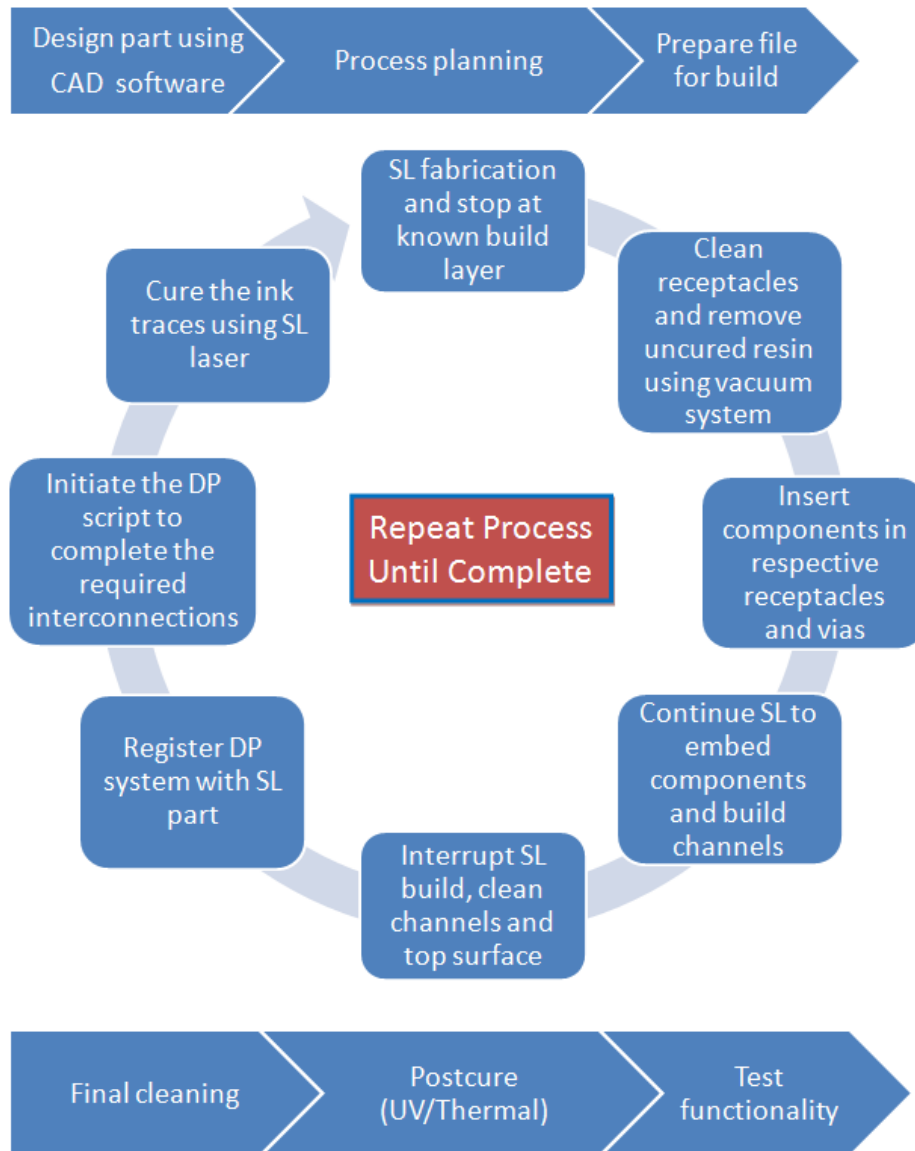 Design part using
CAD software
Process planning
Prepare file
for build
SL fabrication
and stop at
known build
layer
Clean
receptacles
and remove
uncured resin
using vacuum
system
Insert
components in
respective
receptacles
and vias
Continue SL to
embed
components
and build
channels
Interrupt SL
build, clean
channels and
top surface
Register DP
system with SL
part
Initiate the DP
script to
complete the
required
interconnections
Cure the ink
traces using SL
laser
Repeat Process
Until Complete
Final cleaning
Postcure
(UV/Thermal)
Test
functionality